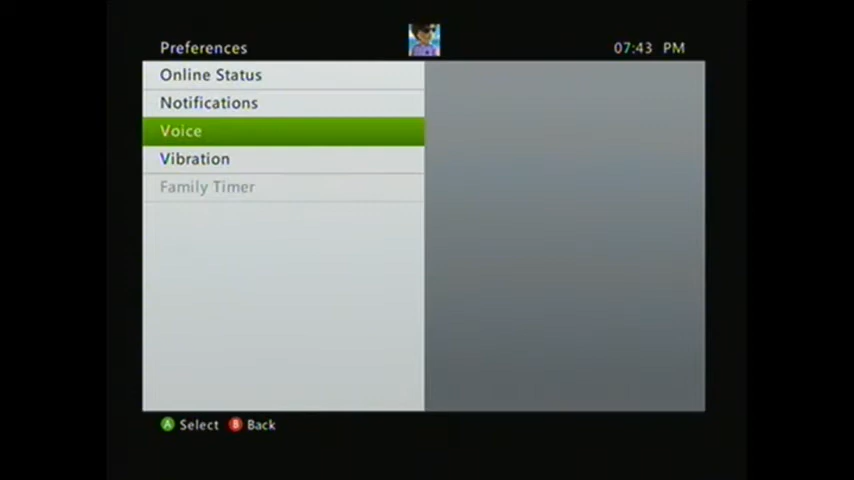 Preferences
07:43 PM
Online Status
Notifications
Voice
Vibration
Family Timer
A Select B Back